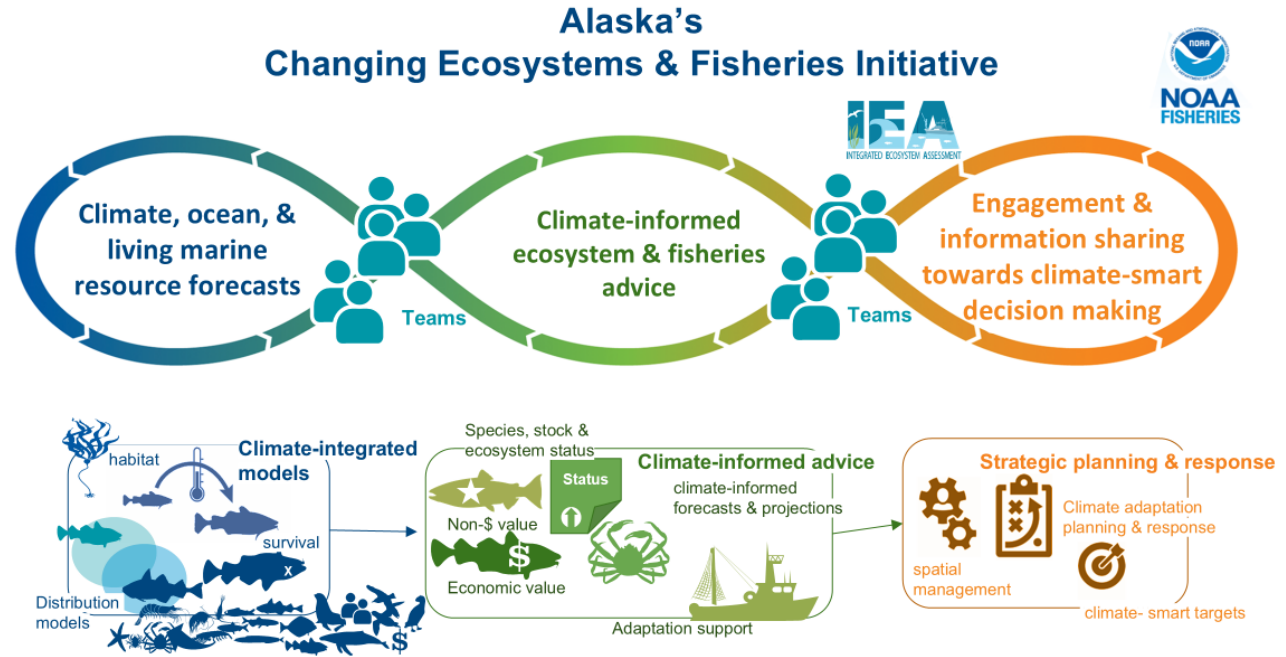 Alaska's
Changing Ecosystems & Fisheries Initiative
NOAA
NOAA
FISHERIES
IEA
INTEGRATED ECOSYSTEM ASSESSMENT
Climate, ocean, &
living marine
resource forecasts
Teams
Climate-informed
ecosystem & fisheries
advice
Teams
Engagement &
information sharing
towards climate-smart
decision making
habitat
Climate-integrated
models
survival
x
Distribution
models
$
Species, stock &
ecosystem status
Status
Non-$ value
$
Economic value
Climate-informed advice
climate-informed
forecasts & projections
Adaptation support
Strategic planning & response
Climate adaptation
planning & response
spatial
management
climate- smart targets